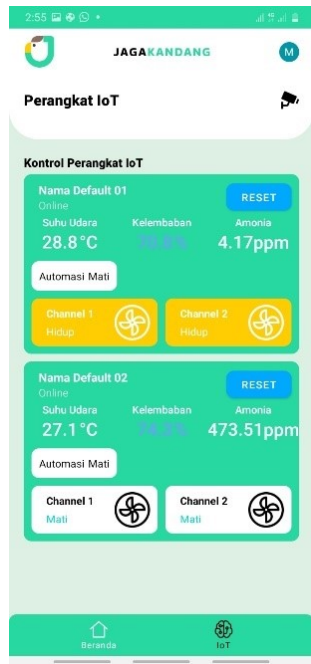 2:55
M
JAGAKANDANG
Perangkat IoT
Kontrol Perangkat IoT
Nama Default 01
RESET
Online
Suhu Udara Kelembaban Amonia
28.8°C 4.17ppm
Automasi Mati
Channel 1 Channel 2
Hidup Hidup
Nama Default 02
RESET
Online
Suhu Udara Kelembaban Amonia
27.1°C 473.51ppm
Automasi Mati
Channel 1 Channel 2
Mati Mati
Beranda IoT